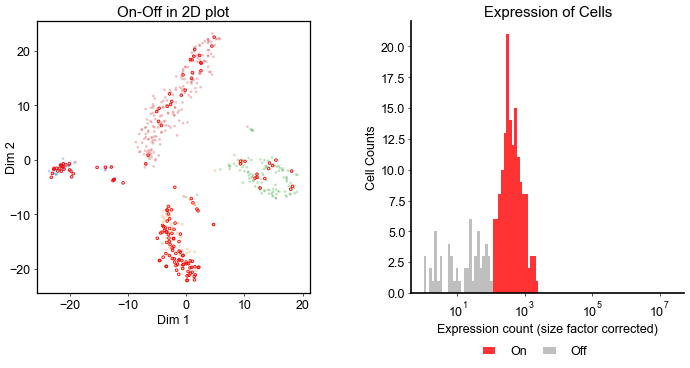 On-Off in 2D plot
Dim 2
20
10
0
−10
−20
−20 −10 0 10 20
Dim 1
Expression of Cells
Cell Counts
20.0
17.5
15.0
12.5
10.0
7.5
5.0
2.5
0.0
10¹ 10³ 10⁵ 10⁷
Expression count (size factor corrected)
On Off